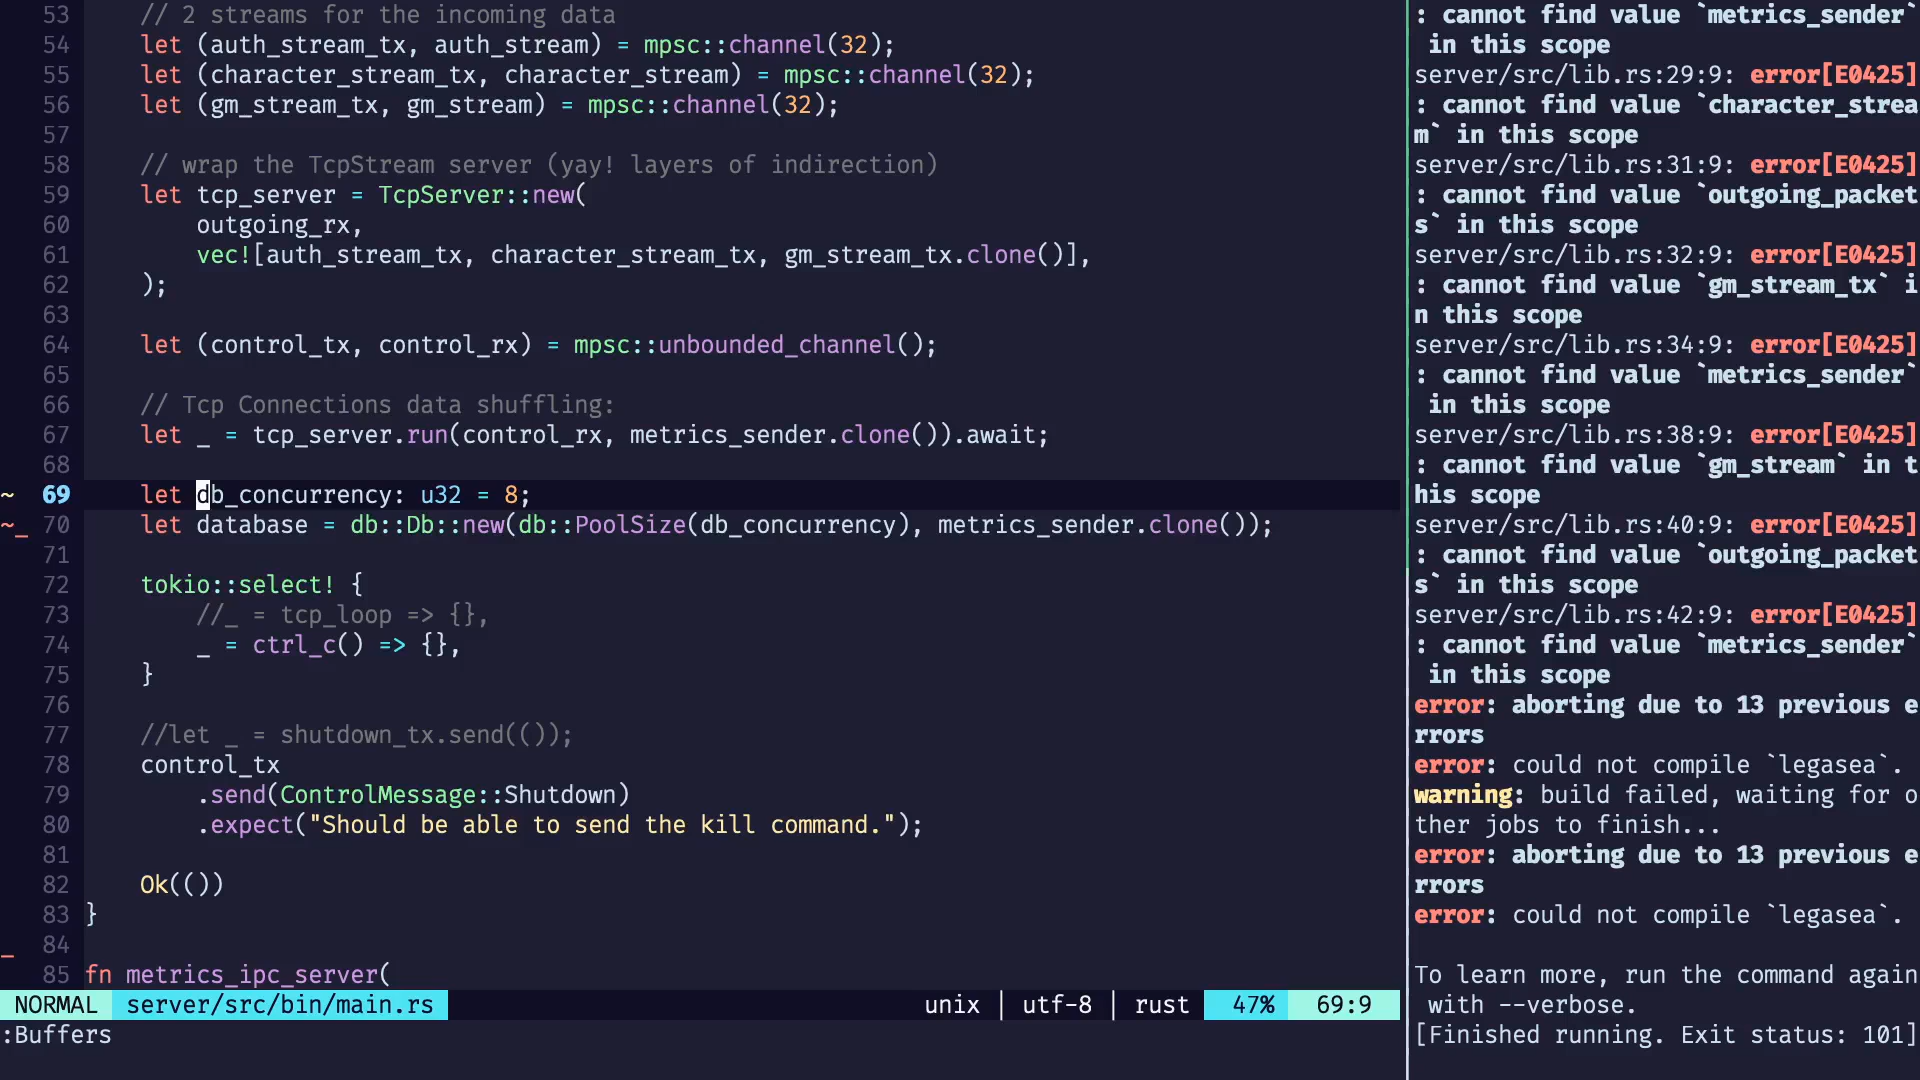 53 // 2 streams for the incoming data
54 let (auth_stream_tx, auth_stream) = mpsc::channel(32);
55 let (character_stream_tx, character_stream) = mpsc::channel(32);
56 let (gm_stream_tx, gm_stream) = mpsc::channel(32);
57
58 // wrap the TcpStream server (yay! layers of indirection)
59 let tcp_server = TcpServer::new(
60 outgoing_rx,
61 vec![auth_stream_tx, character_stream_tx, gm_stream_tx.clone()],
62 );
63
64 let (control_tx, control_rx) = mpsc::unbounded_channel();
65
66 // Tcp Connections data shuffling:
67 let _ = tcp_server.run(control_rx, metrics_sender.clone()).await;
68
~ 69 let db_concurrency: u32 = 8;
~_ 70 let database = db::Db::new(db::PoolSize(db_concurrency), metrics_sender.clone());
71
72 tokio::select! {
73 //_ = tcp_loop => {},
74 _ = ctrl_c() => {},
75 }
76
77 //let _ = shutdown_tx.send(());
78 control_tx
79 .send(ControlMessage::Shutdown)
80 .expect("Should be able to send the kill command.");
81
82 Ok(())
83 }
84
_ 85 fn metrics_ipc_server(
NORMAL server/src/bin/main.rs unix | utf-8 | rust 47% 69:9
:Buffers
: cannot find value `metrics_sender`
in this scope
server/src/lib.rs:29:9: error[E0425]
: cannot find value `character_strea
m` in this scope
server/src/lib.rs:31:9: error[E0425]
: cannot find value `outgoing_packet
s` in this scope
server/src/lib.rs:32:9: error[E0425]
: cannot find value `gm_stream_tx` i
n this scope
server/src/lib.rs:34:9: error[E0425]
: cannot find value `metrics_sender`
in this scope
server/src/lib.rs:38:9: error[E0425]
: cannot find value `gm_stream` in t
his scope
server/src/lib.rs:40:9: error[E0425]
: cannot find value `outgoing_packet
s` in this scope
server/src/lib.rs:42:9: error[E0425]
: cannot find value `metrics_sender`
in this scope
error: aborting due to 13 previous e
rrors
error: could not compile `legasea`.
warning: build failed, waiting for o
ther jobs to finish...
error: aborting due to 13 previous e
rrors
error: could not compile `legasea`.

To learn more, run the command again
with --verbose.
[Finished running. Exit status: 101]